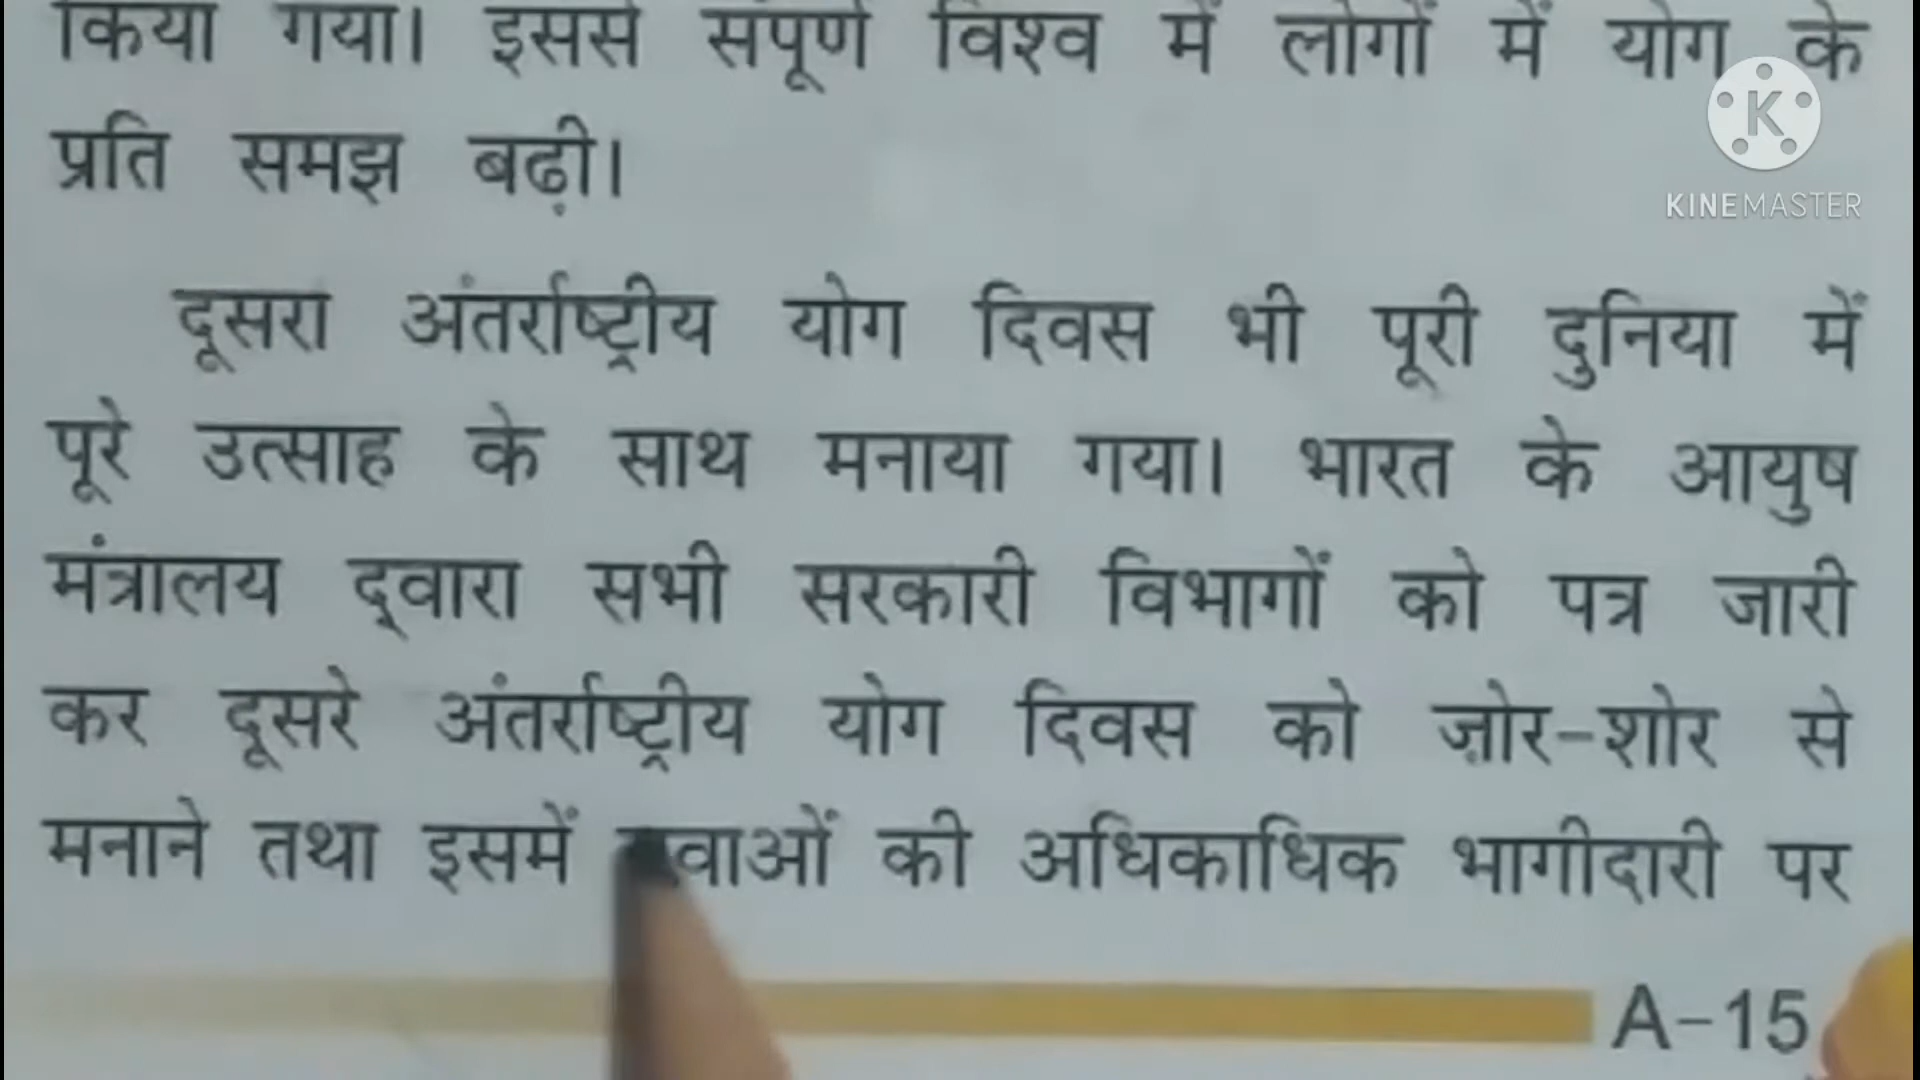 किया गया। इससे संपूर्ण विश्व में लोगों में योग के
प्रति समझ बढ़ी।
दूसरा अंतर्राष्ट्रीय योग दिवस भी पूरी दुनिया में
पूरे उत्साह के साथ मनाया गया। भारत के आयुष
मंत्रालय द्वारा सभी सरकारी विभागों को पत्र जारी
कर दूसरे अंतर्राष्ट्रीय योग दिवस को ज़ोर-शोर से
मनाने तथा इसमें की अधिकाधिक भागीदारी पर
A-15
K
KINEMASTER